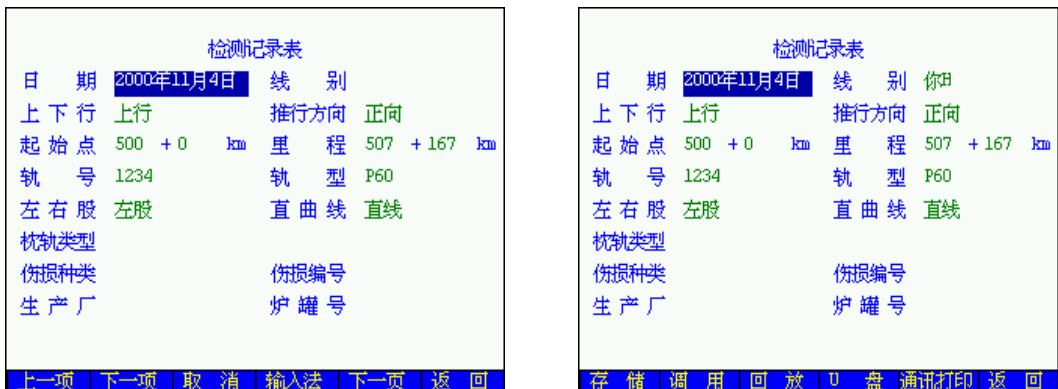 检测记录表
日 期 2000年11月4日 线 别
上下行 上行 推行方向 正向
起始点 500 +0 km 里 程 507 +167 km
轨 号 1234 轨 型 P60
左右股 左股 直曲线 直线
枕轨类型
伤损种类 伤损编号
生产厂 炉罐号
上一项 下一项 取 消 输入法 下一页 返 回
检测记录表
日 期 2000年11月4日 线 别 你H
上下行 上行 推行方向 正向
起始点 500 +0 km 里 程 507 +167 km
轨 号 1234 轨 型 P60
左右股 左股 直曲线 直线
枕轨类型
伤损种类 伤损编号
生产厂 炉罐号
存 储 调 用 回 放 U 盘 通讯打印 返 回